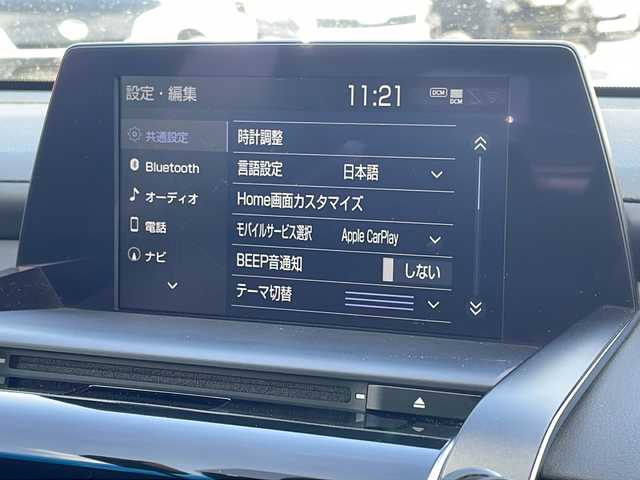 設定・編集
11:21
DCM
DCM
共通設定
Bluetooth
オーディオ
電話
ナビ
時計調整
言語設定 日本語
Home画面カスタマイズ
モバイルサービス選択 Apple CarPlay
BEEP音通知 しない
テーマ切替